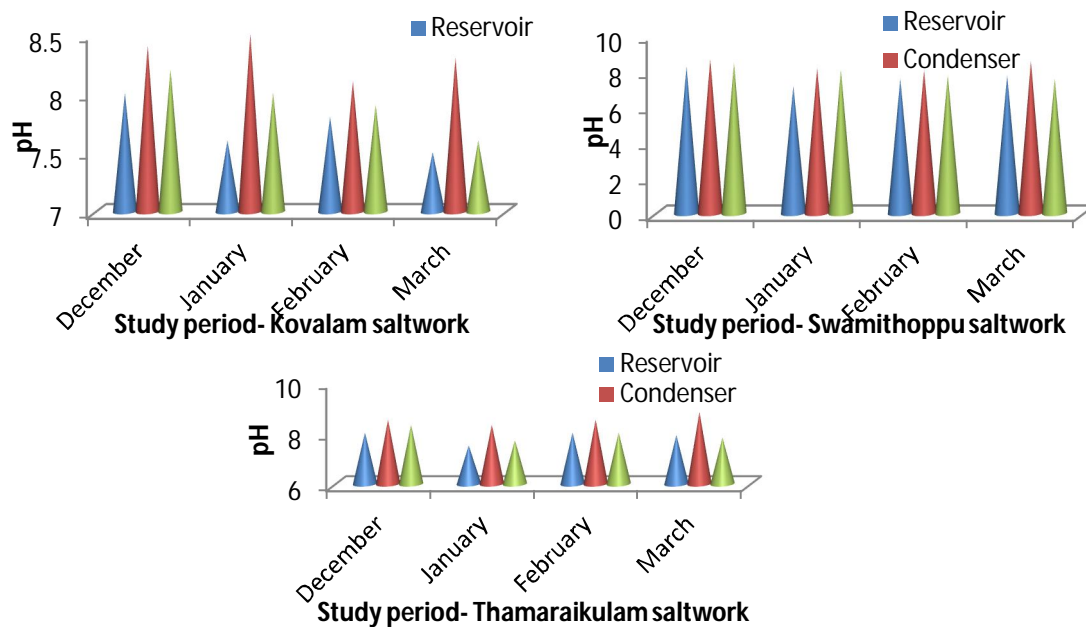 Reservoir
8.5
8
7.5
7
pH
December
January
February
March
Study period- Kovalam saltwork
Reservoir
Condenser
10
8
6
4
2
0
pH
December
January
February
March
Study period- Swamithoppu saltwork
Reservoir
Condenser
10
8
6
pH
December
January
February
March
Study period- Thamaraikulam saltwork